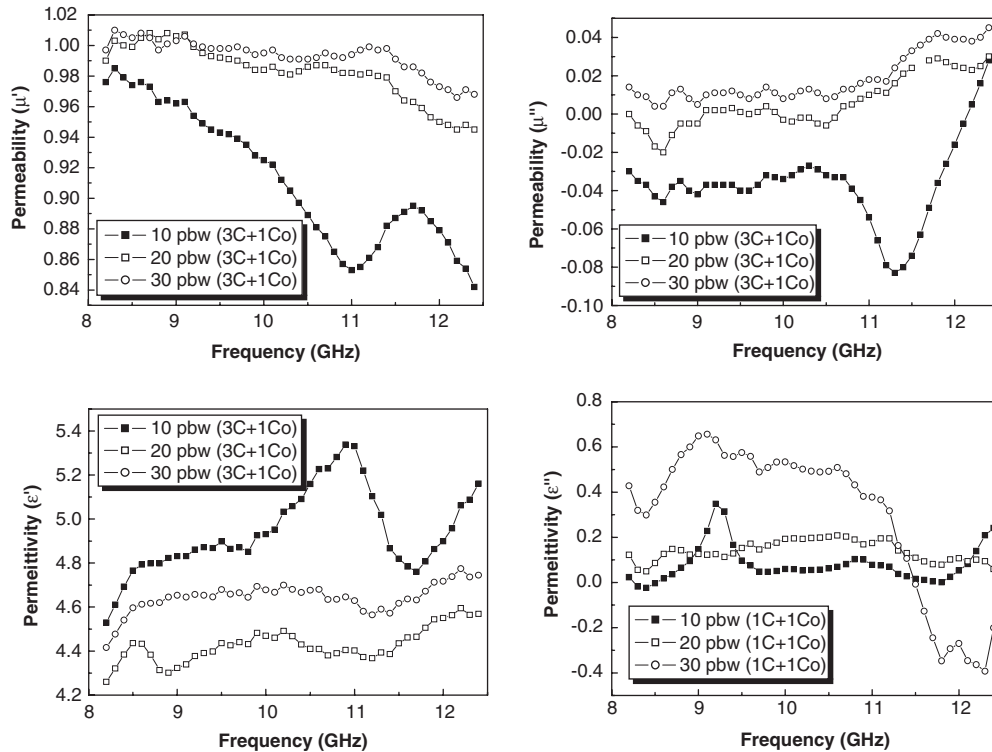 1.02
1.00
0.98
0.96
0.94
0.92
0.90
0.88
0.86
0.84
Permeability (μ')
10 pbw (3C+1Co)
20 pbw (3C+1Co)
30 pbw (3C+1Co)
8 9 10 11 12
Frequency (GHz)
0.04
0.02
0.00
-0.02
-0.04
-0.06
-0.08
-0.10
Permeability (μ'')
10 pbw (3C+1Co)
20 pbw (3C+1Co)
30 pbw (3C+1Co)
8 9 10 11 12
Frequency (GHz)
5.4
5.2
5.0
4.8
4.6
4.4
4.2
Permeittivity (ε')
10 pbw (3C+1Co)
20 pbw (3C+1Co)
30 pbw (3C+1Co)
8 9 10 11 12
Frequency (GHz)
0.8
0.6
0.4
0.2
0.0
-0.2
-0.4
Permeittivity (ε'')
10 pbw (1C+1Co)
20 pbw (1C+1Co)
30 pbw (1C+1Co)
8 9 10 11 12
Frequency (GHz)